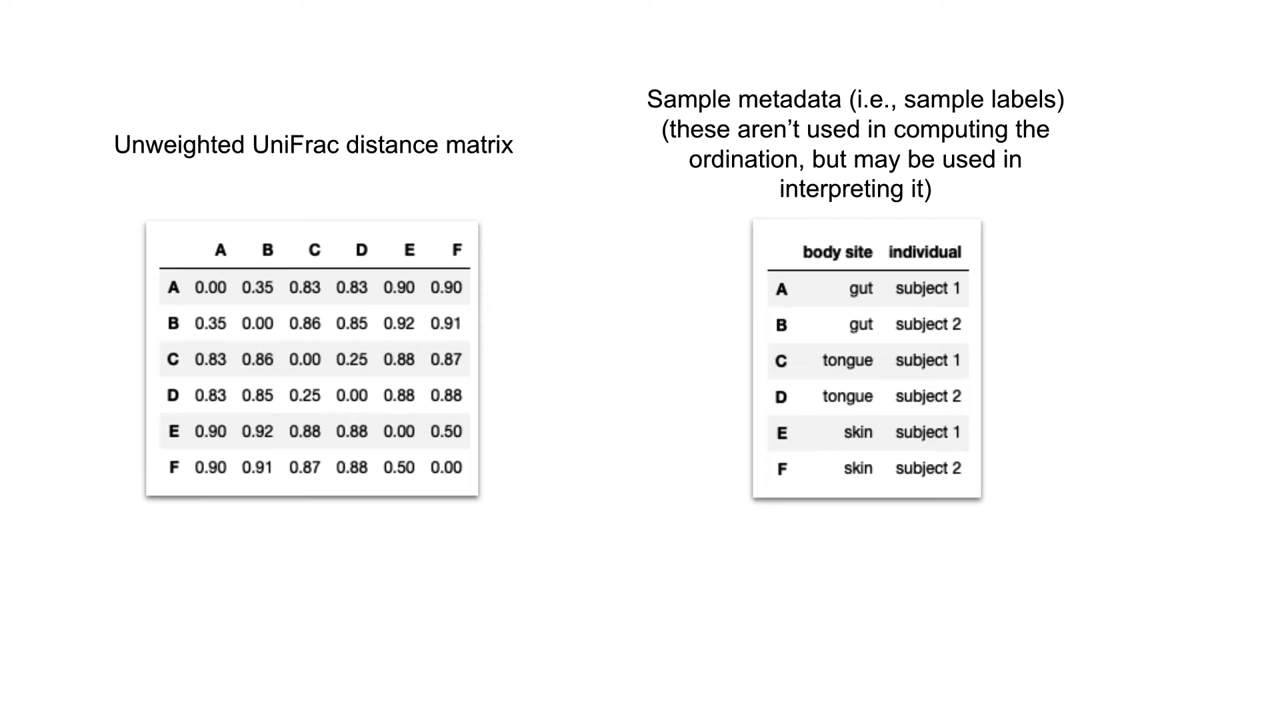 Unweighted UniFrac distance matrix
Sample metadata (i.e., sample labels)
(these aren’t used in computing the
ordination, but may be used in
interpreting it)
A B C D E F
A 0.00 0.35 0.83 0.83 0.90 0.90
B 0.35 0.00 0.86 0.85 0.92 0.91
C 0.83 0.86 0.00 0.25 0.88 0.87
D 0.83 0.85 0.25 0.00 0.88 0.88
E 0.90 0.92 0.88 0.88 0.00 0.50
F 0.90 0.91 0.87 0.88 0.50 0.00
body site individual
A gut subject 1
B gut subject 2
C tongue subject 1
D tongue subject 2
E skin subject 1
F skin subject 2